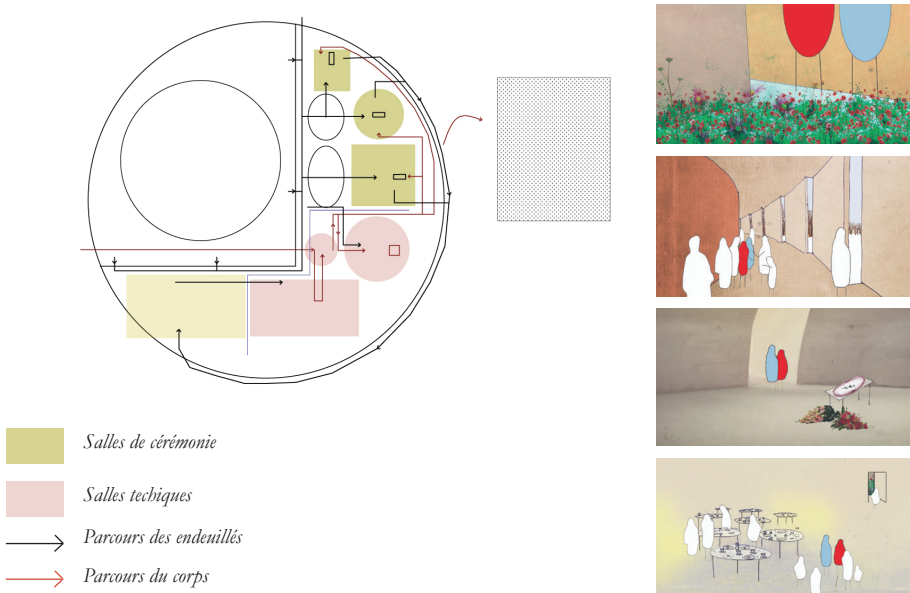 Salles de cérémonie
Salles techiques
Parcours des endeuillés
Parcours du corps